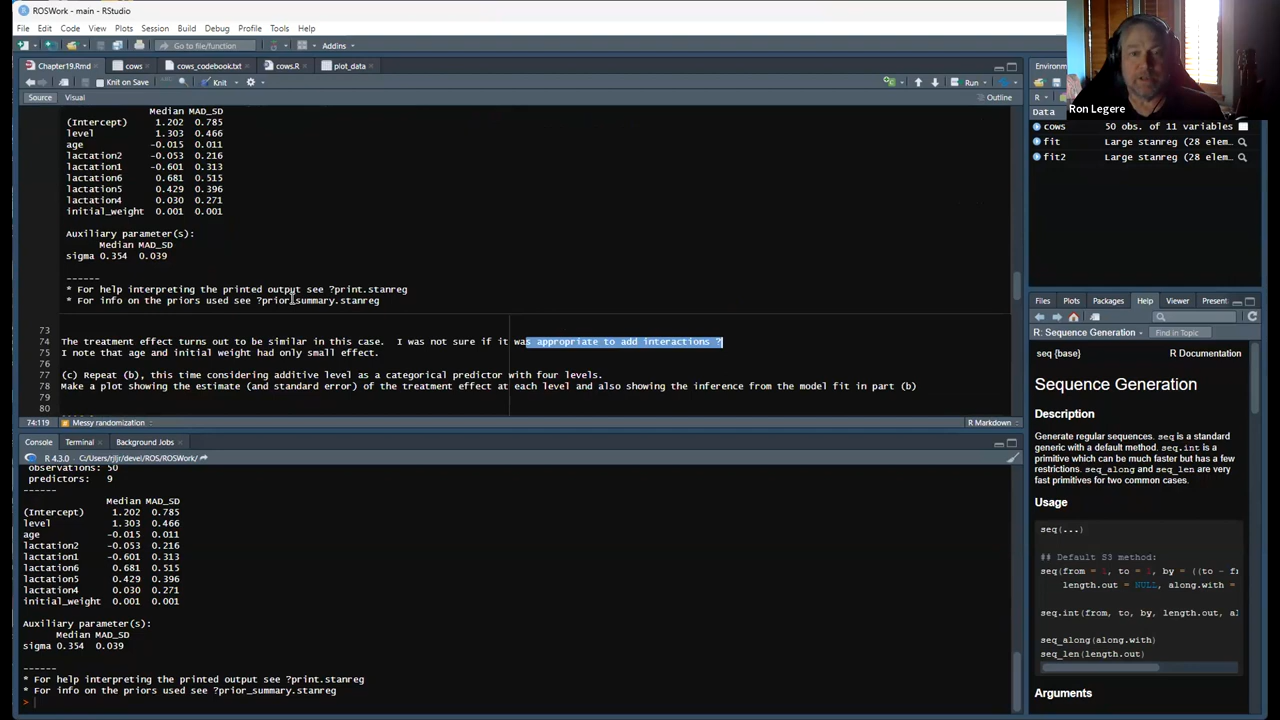 ROSWork - main - RStudio
File Edit Code View Plots Session Build Debug Profile Tools Help
Go to file/function Addins
Chapter19.Rmd cows cows_codebook.txt cows.R plot_data
Knit on Save Knit Run
Source Visual Outline
Median MAD_SD
(Intercept) 1.202 0.785
level 1.303 0.466
age -0.015 0.011
lactation2 -0.053 0.216
lactation1 -0.601 0.313
lactation6 0.681 0.515
lactation5 0.429 0.396
lactation4 0.030 0.271
initial_weight 0.001 0.001
Auxiliary parameter(s):
Median MAD_SD
sigma 0.354 0.039
------
* For help interpreting the printed output see ?print.stanreg
* For info on the priors used see ?prior_summary.stanreg
73
74 The treatment effect turns out to be similar in this case. I was not sure if it was appropriate to add interactions ?
75 I note that age and initial weight had only small effect.
76
77 (c) Repeat (b), this time considering additive level as a categorical predictor with four levels.
78 Make a plot showing the estimate (and standard error) of the treatment effect at each level and also showing the inference from the model fit in part (b)
79
80
74:119 Messy randomization R Markdown
Console Terminal Background Jobs
R 4.3.0 · C:/Users/rjljr/devel/ROS/ROSWork/
observations: 50
predictors: 9
------
Median MAD_SD
(Intercept) 1.202 0.785
level 1.303 0.466
age -0.015 0.011
lactation2 -0.053 0.216
lactation1 -0.601 0.313
lactation6 0.681 0.515
lactation5 0.429 0.396
lactation4 0.030 0.271
initial_weight 0.001 0.001
Auxiliary parameter(s):
Median MAD_SD
sigma 0.354 0.039
------
* For help interpreting the printed output see ?print.stanreg
* For info on the priors used see ?prior_summary.stanreg
>
Environ
R
Ron Legere
Data
cows 50 obs. of 11 variables
fit Large stanreg (28 elem…
fit2 Large stanreg (28 elem…
Files Plots Packages Help Viewer Present
R: Sequence Generation Find in Topic
seq {base} R Documentation
Sequence Generation
Description
Generate regular sequences. seq is a standard
generic with a default method. seq.int is a
primitive which can be much faster but has a few
restrictions. seq_along and seq_len are very
fast primitives for two common cases.
Usage
seq(...)
## Default S3 method:
seq(from = 1, to = 1, by = ((to - f
length.out = NULL, along.with =
seq.int(from, to, by, length.out, al
seq_along(along.with)
seq_len(length.out)
Arguments